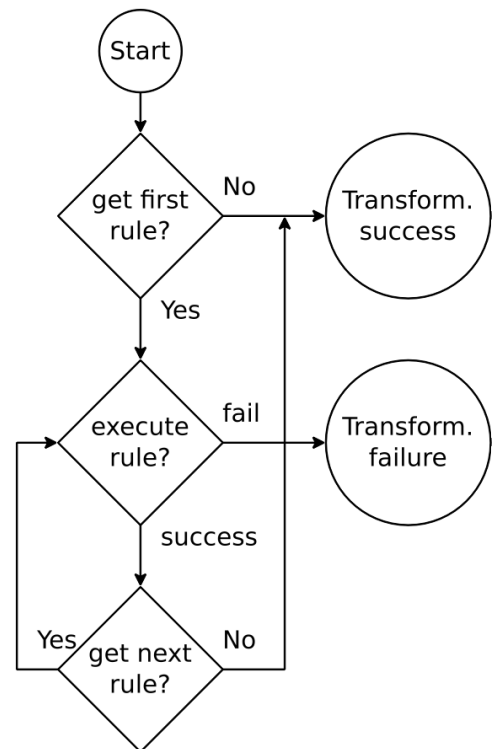 Start
get first
rule?
No
Transform.
success
Yes
execute
rule?
fail
Transform.
failure
success
Yes
get next
rule?
No